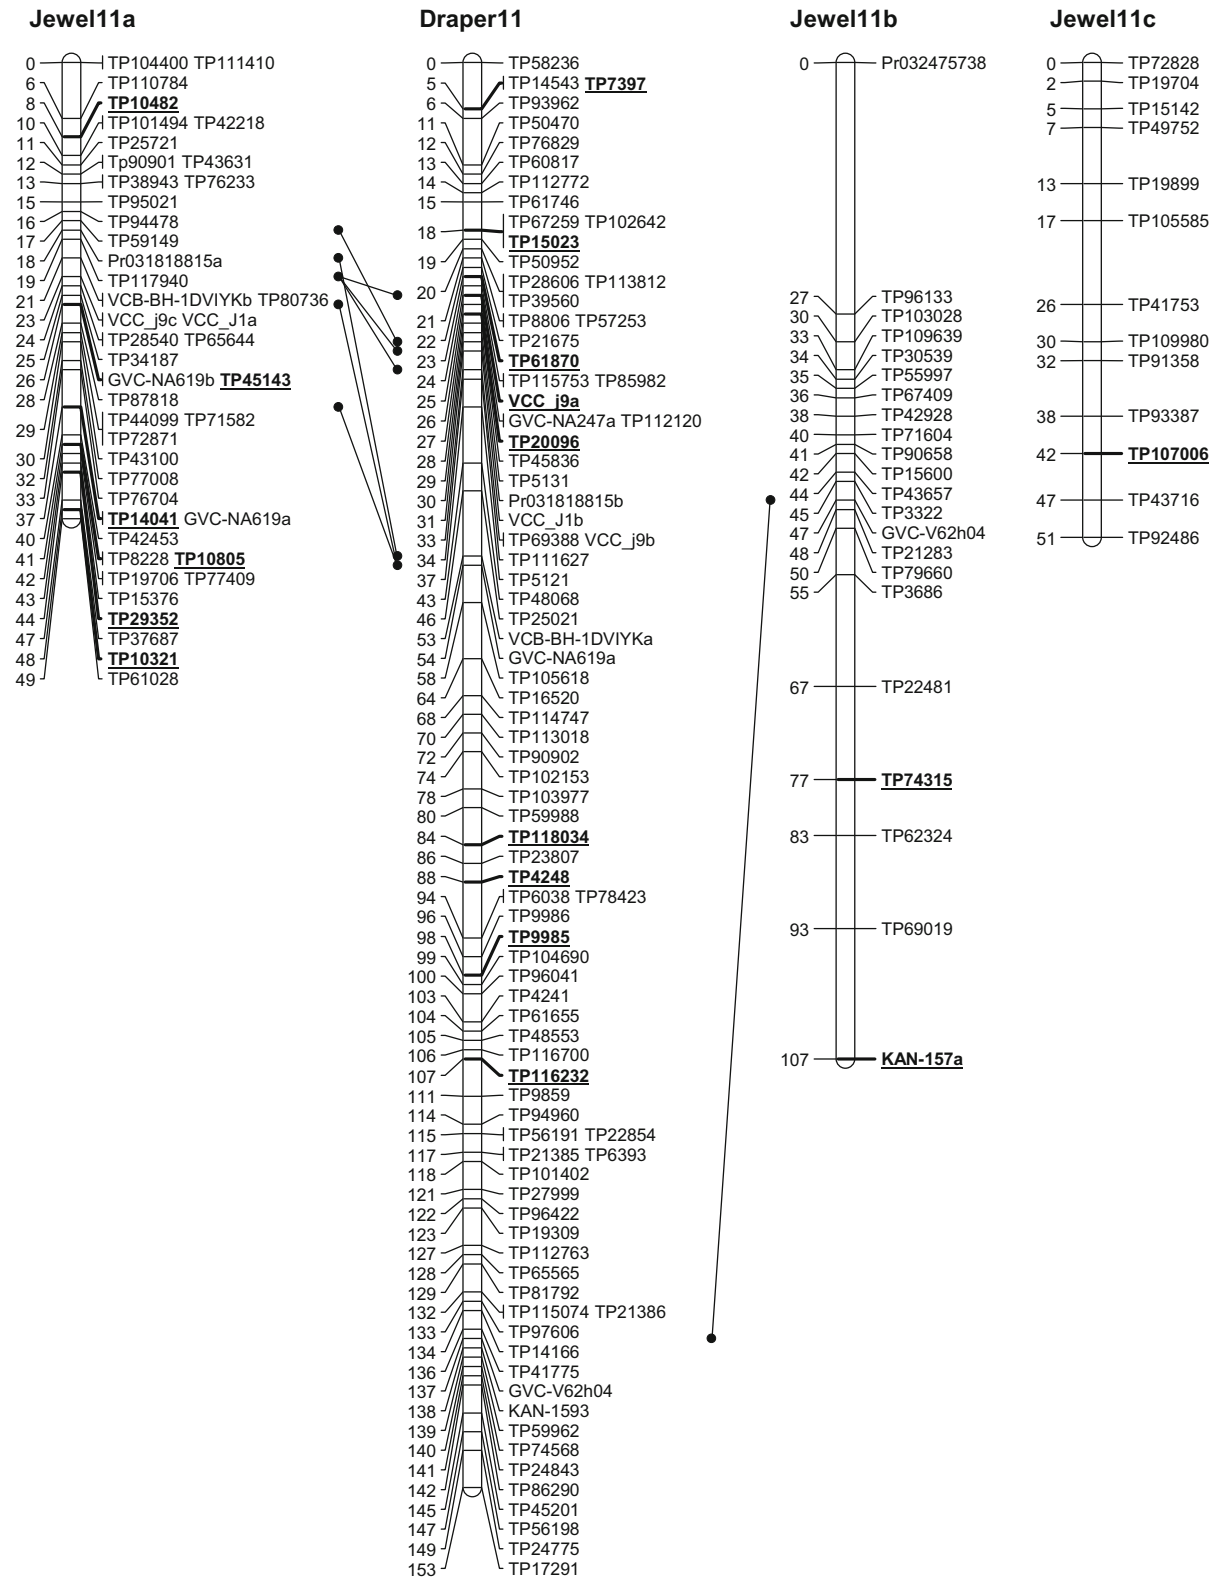 Jewel11a
0 TP104400 TP111410
6 TP110784
8 TP10482
10 TP101494 TP42218
11 TP25721
12 Tp90901 TP43631
13 TP38943 TP76233
15 TP95021
16 TP94478
17 TP59149
18 Pr031818815a
19 TP117940
21 VCB-BH-1DVIYKb TP80736
23 VCC_j9c VCC_J1a
24 TP28540 TP65644
25 TP34187
26 GVC-NA619b TP45143
28 TP87818
29 TP44099 TP71582
TP72871
30 TP43100
32 TP77008
33 TP76704
37 TP14041 GVC-NA619a
40 TP42453
41 TP8228 TP10805
42 TP19706 TP77409
43 TP15376
44 TP29352
47 TP37687
48 TP10321
49 TP61028
Draper11
0 TP58236
5 TP14543 TP7397
6 TP93962
11 TP50470
12 TP76829
13 TP60817
14 TP112772
15 TP61746
18 TP67259 TP102642
TP15023
19 TP50952
20 TP28606 TP113812
TP39560
21 TP8806 TP57253
22 TP21675
23 TP61870
24 TP115753 TP85982
25 VCC_j9a
26 GVC-NA247a TP112120
27 TP20096
28 TP45836
29 TP5131
30 Pr031818815b
31 VCC_J1b
33 TP69388 VCC_j9b
34 TP111627
37 TP5121
43 TP48068
46 TP25021
53 VCB-BH-1DVIYKa
54 GVC-NA619a
58 TP105618
64 TP16520
68 TP114747
70 TP113018
72 TP90902
74 TP102153
78 TP103977
80 TP59988
84 TP118034
86 TP23807
88 TP4248
94 TP6038 TP78423
96 TP9986
98 TP9985
99 TP104690
100 TP96041
103 TP4241
104 TP61655
105 TP48553
106 TP116700
107 TP116232
111 TP9859
114 TP94960
115 TP56191 TP22854
117 TP21385 TP6393
118 TP101402
121 TP27999
122 TP96422
123 TP19309
127 TP112763
128 TP65565
129 TP81792
132 TP115074 TP21386
133 TP97606
134 TP14166
136 TP41775
137 GVC-V62h04
138 KAN-1593
139 TP59962
140 TP74568
141 TP24843
142 TP86290
145 TP45201
147 TP56198
149 TP24775
153 TP17291
Jewel11b
0 Pr032475738
27 TP96133
30 TP103028
33 TP109639
34 TP30539
35 TP55997
36 TP67409
38 TP42928
40 TP71604
41 TP90658
42 TP15600
44 TP43657
45 TP3322
47 GVC-V62h04
48 TP21283
50 TP79660
55 TP3686
67 TP22481
77 TP74315
83 TP62324
93 TP69019
107 KAN-157a
Jewel11c
0 TP72828
2 TP19704
5 TP15142
7 TP49752
13 TP19899
17 TP105585
26 TP41753
30 TP109980
32 TP91358
38 TP93387
42 TP107006
47 TP43716
51 TP92486